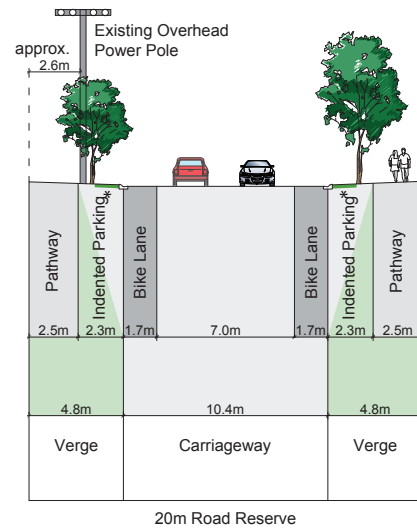 Existing Overhead
Power Pole
approx.
2.6m
Pathway
Indented Parking*
Bike Lane
Bike Lane
Indented Parking*
Pathway
2.5m 2.3m 1.7m 7.0m 1.7m 2.3m 2.5m
4.8m 10.4m 4.8m
Verge Carriageway Verge
20m Road Reserve